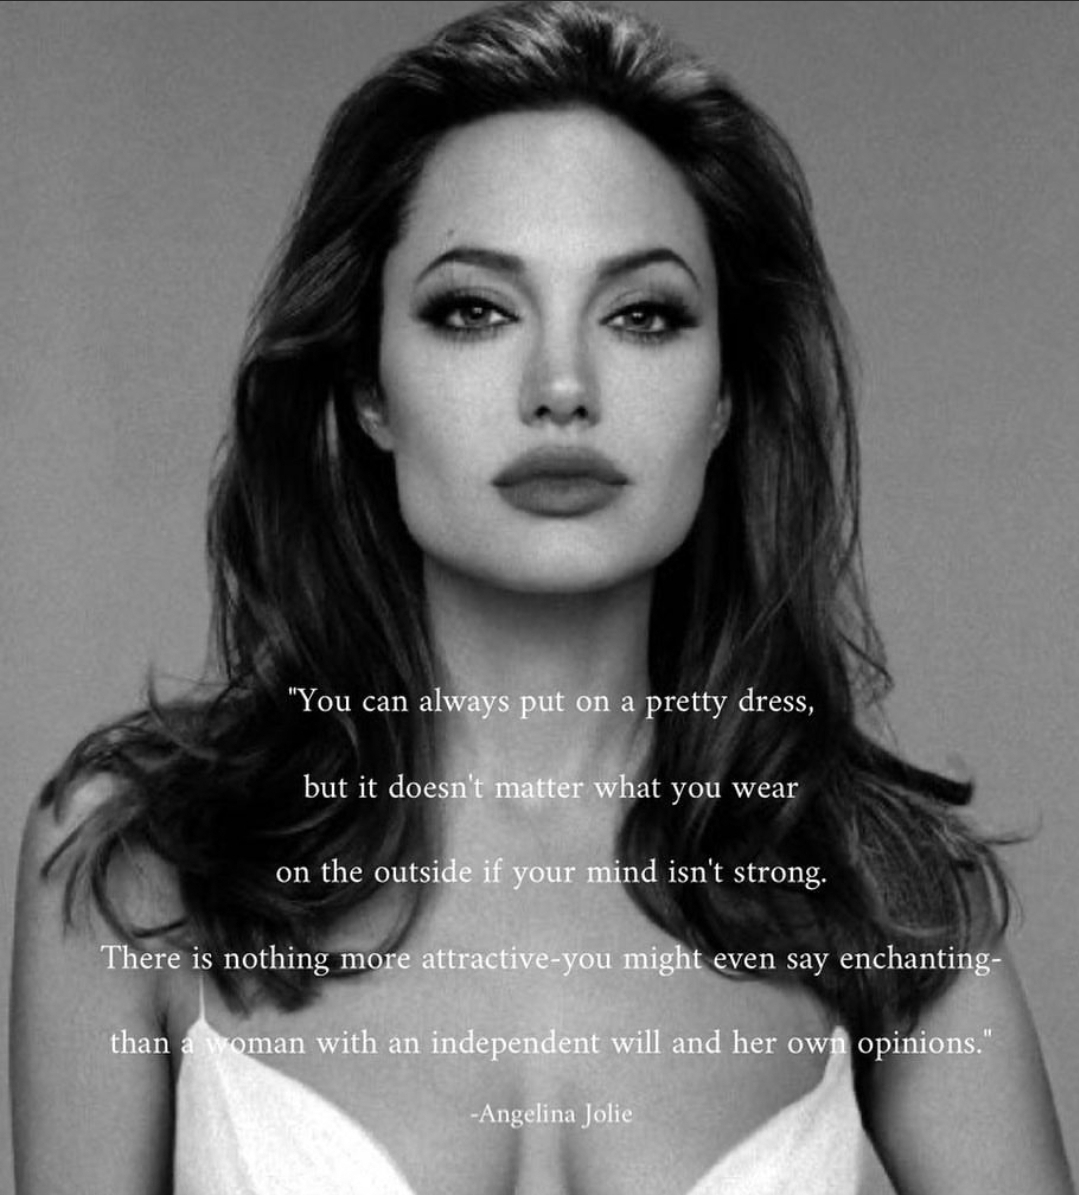 "You can always put on a pretty dress,
but it doesn't matter what you wear
on the outside if your mind isn't strong.
There is nothing more attractive-you might even say enchanting-
than a woman with an independent will and her own opinions."
-Angelina Jolie